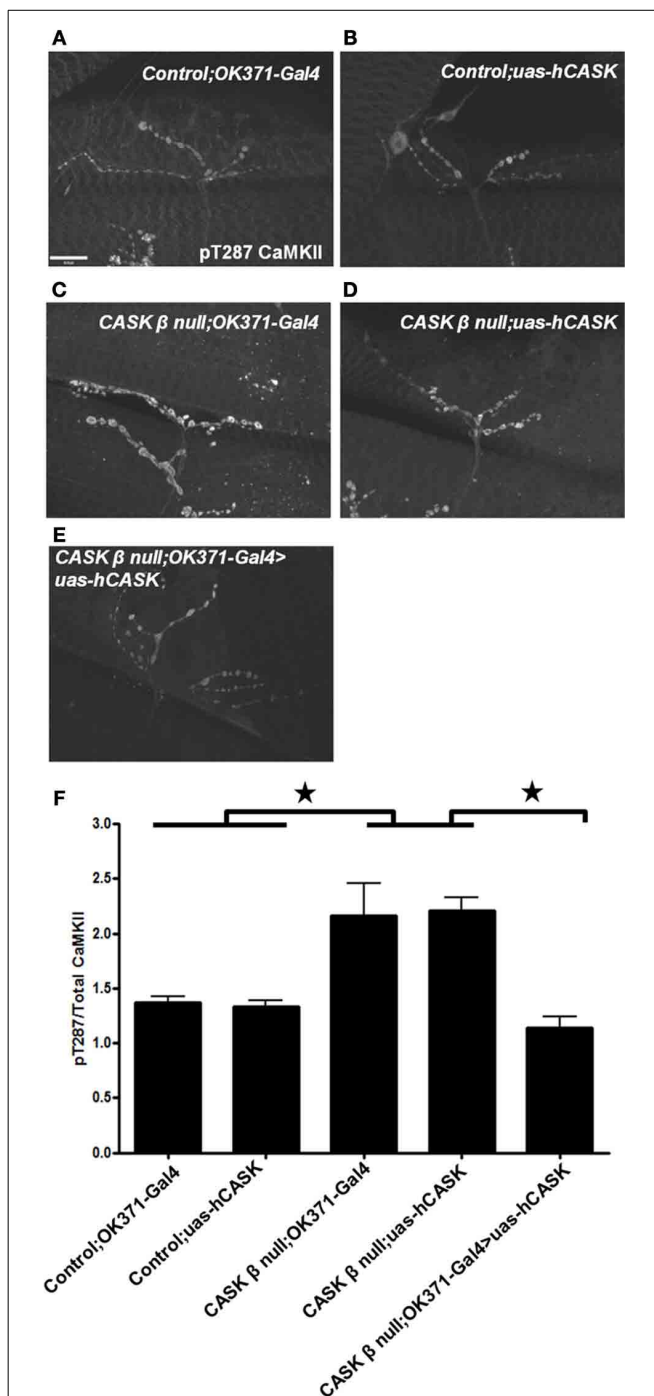 A
Control;OK371-Gal4
pT287 CaMKII
B
Control;uas-hCASK
C
CASK β null;OK371-Gal4
D
CASK β null;uas-hCASK
E
CASK β null;OK371-Gal4>
uas-hCASK
F
★
★
pT287/Total CaMKII
3.0
2.5
2.0
1.5
1.0
0.5
0.0
Control;OK371-Gal4
Control;uas-hCASK
CASK β null;OK371-Gal4
CASK β null;uas-hCASK
CASK β null;OK371-Gal4>uas-hCASK